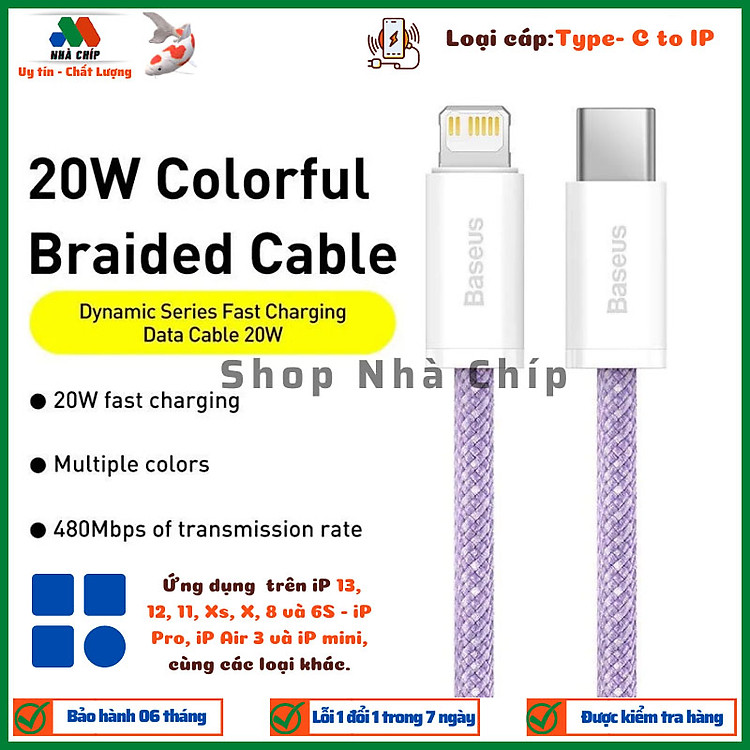 NHÀ CHÍP
Uy tín - Chất Lượng
Loại cáp:Type- C to IP
20W Colorful
Braided Cable
Dynamic Series Fast Charging
Data Cable 20W
Baseus
Baseus
Shop Nhà Chíp
● 20W fast charging
● Multiple colors
● 480Mbps of transmission rate
Ứng dụng trên iP 13,
12, 11, Xs, X, 8 và 6S - iP
Pro, iP Air 3 và iP mini,
cùng các loại khác.
Bảo hành 06 tháng
Lỗi 1 đổi 1 trong 7 ngày
Được kiểm tra hàng